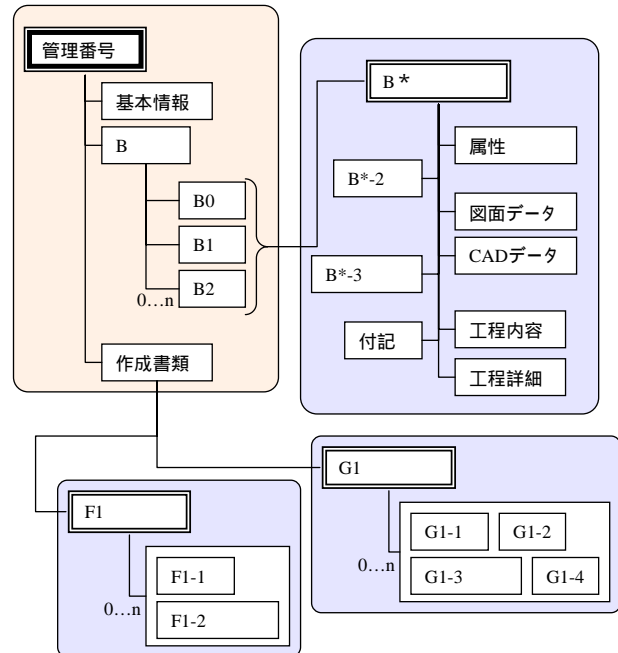 管理番号
基本情報
B
B0
B1
B2
0…n
作成書類
B＊
属性
B*-2
図面データ
CADデータ
B*-3
工程内容
付記
工程詳細
F1
F1-1
0…n
F1-2
G1
G1-1 G1-2
0…n
G1-3 G1-4